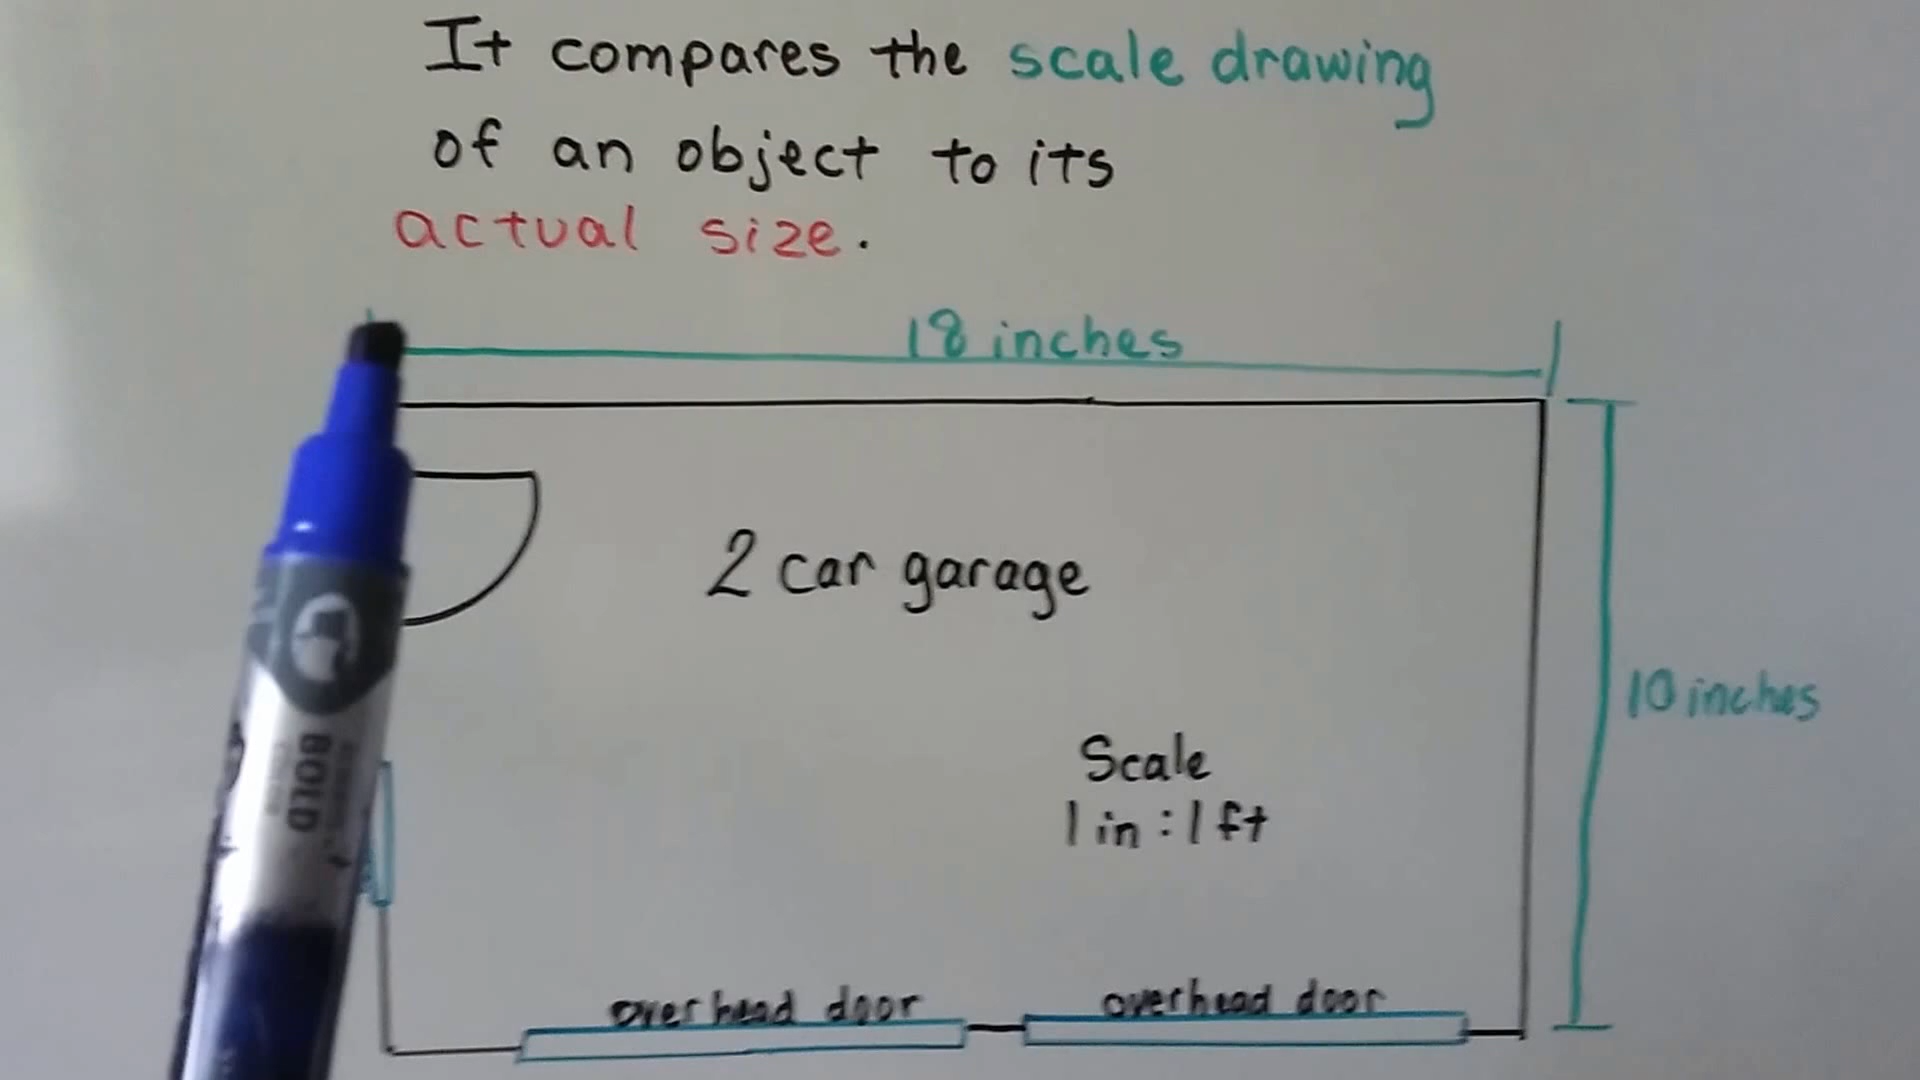 It compares the scale drawing
of an object to its
actual size.
18 inches
2 car garage
10 inches
Scale
1 in : 1 ft
BOLD
overhead door
overhead door